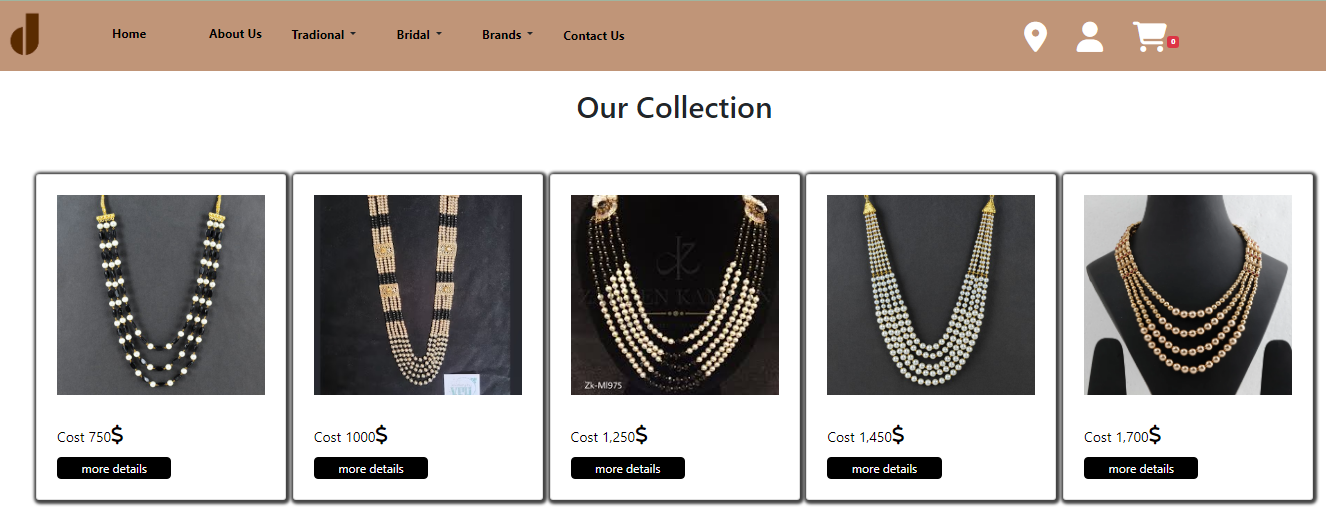 d
Home About Us Tradional Bridal Brands Contact Us
0
Our Collection
Zk-Ml975
Cost 750$ Cost 1000$ Cost 1,250$ Cost 1,450$ Cost 1,700$
more details more details more details more details more details